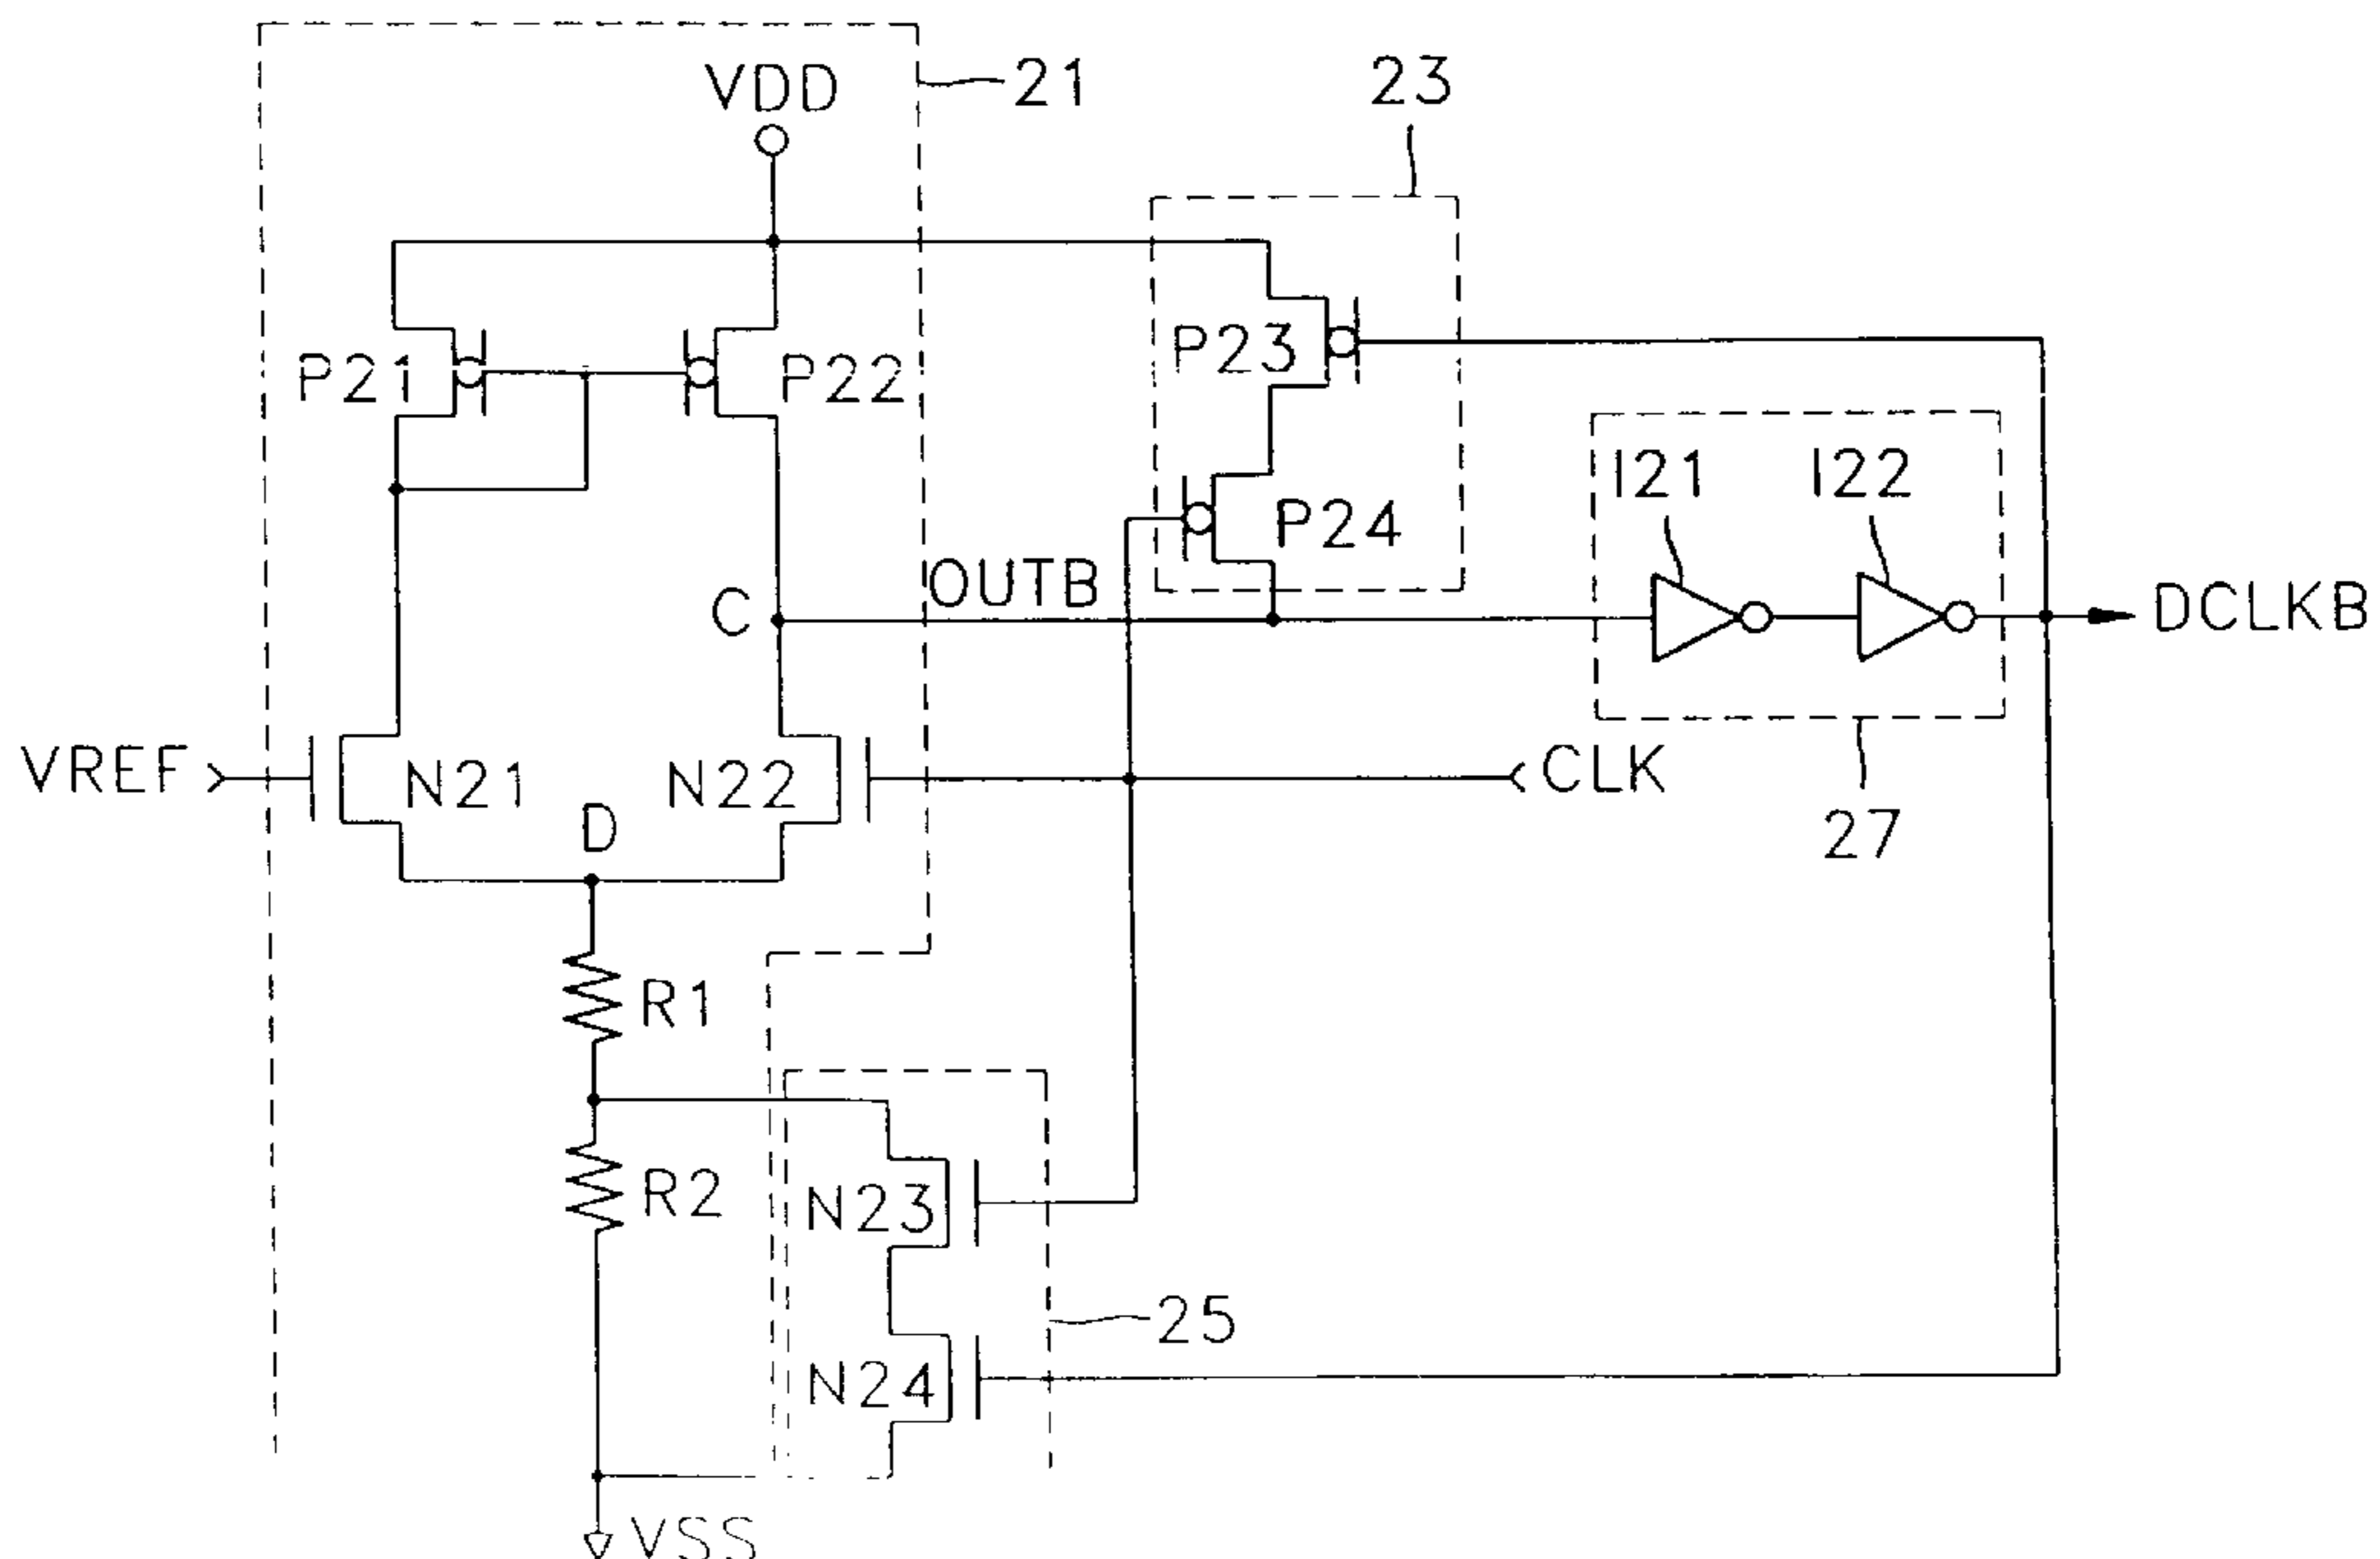 VDD
21
23
P21
P22
P23
P24
I21
I22
OUTB
C
DCLKB
VREF
N21
N22
CLK
D
27
R1
R2
N23
25
N24
VSS